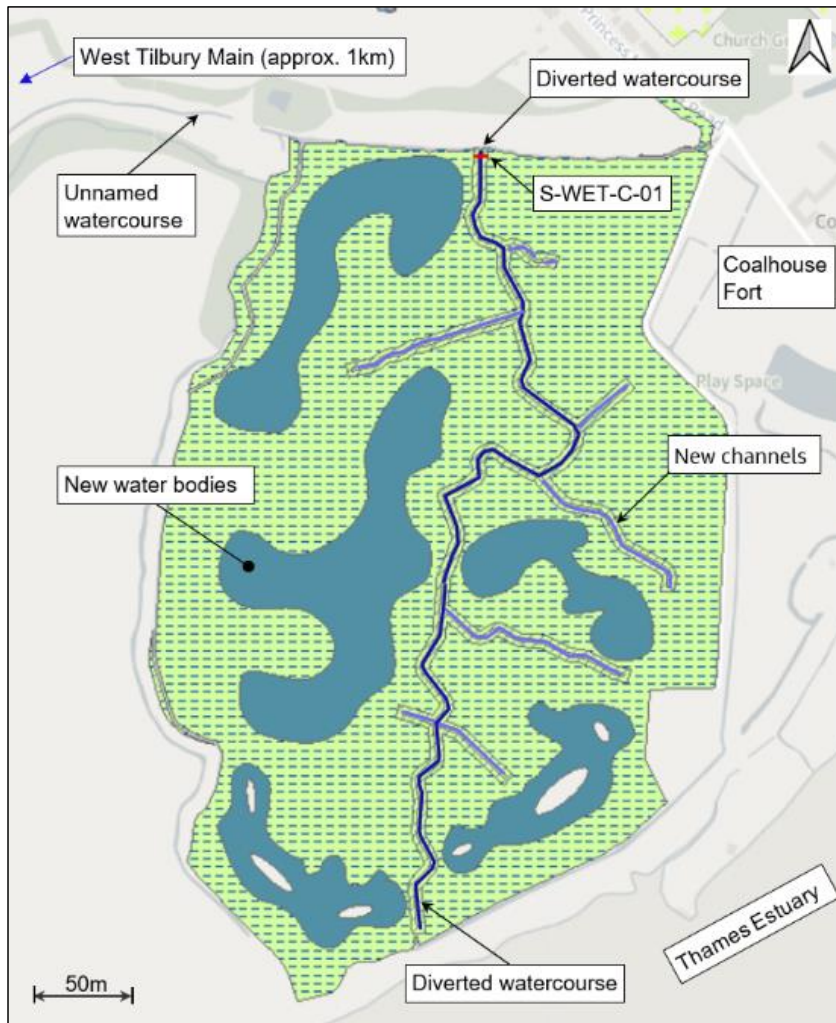 West Tilbury Main (approx. 1km)
Princess
Church
Diverted watercourse
Unnamed
watercourse
S-WET-C-01
Coalhouse
Fort
Play Space
New channels
New water bodies
Thames Estuary
50m
Diverted watercourse